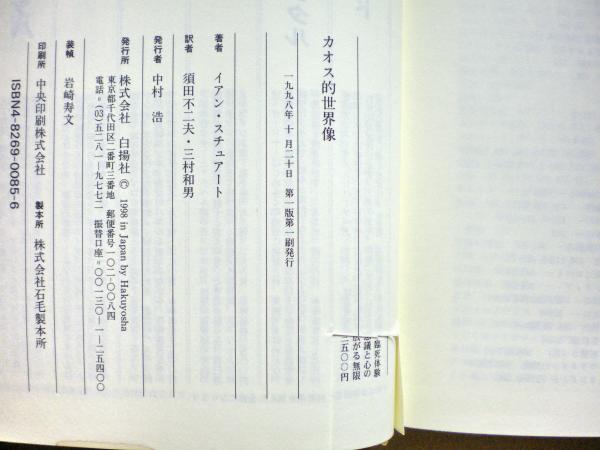 カオス的世界像
一九九八年 十 月二十日　第一版第一刷発行
著者　イアン・スチュアート
訳者　須田不二夫・三村和男
発行者　中村　浩
発行所　株式会社　白揚社 © 1998 in Japan by Hakuyosha
東京都千代田区二番町三番地　郵便番号一〇二-〇〇八四
電話＝(03)五二八一―九七七二　振替口座＝〇〇一三〇―一―二五四〇〇
装幀　岩崎寿文
印刷所　中央印刷株式会社　製本所　株式会社石毛製本所
ISBN4-8269-0085-6
臨死体験
議と心の
がる無限
二五〇〇円